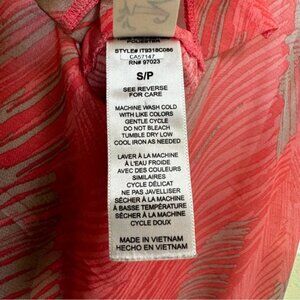 POLYESTER
STYLE# IT9318C086
CA57147
RN# 97023
S/P
SEE REVERSE
FOR CARE
MACHINE WASH COLD
WITH LIKE COLORS
GENTLE CYCLE
DO NOT BLEACH
TUMBLE DRY LOW
COOL IRON AS NEEDED
LAVER À LA MACHINE
À L'EAU FROIDE
AVEC DES COULEURS
SIMILAIRES
CYCLE DÉLICAT
NE PAS JAVELLISER
SÉCHER À LA MACHINE
À BASSE TEMPÉRATURE
SÉCHER À LA MACHINE
CYCLE DOUX
MADE IN VIETNAM
HECHO EN VIETNAM